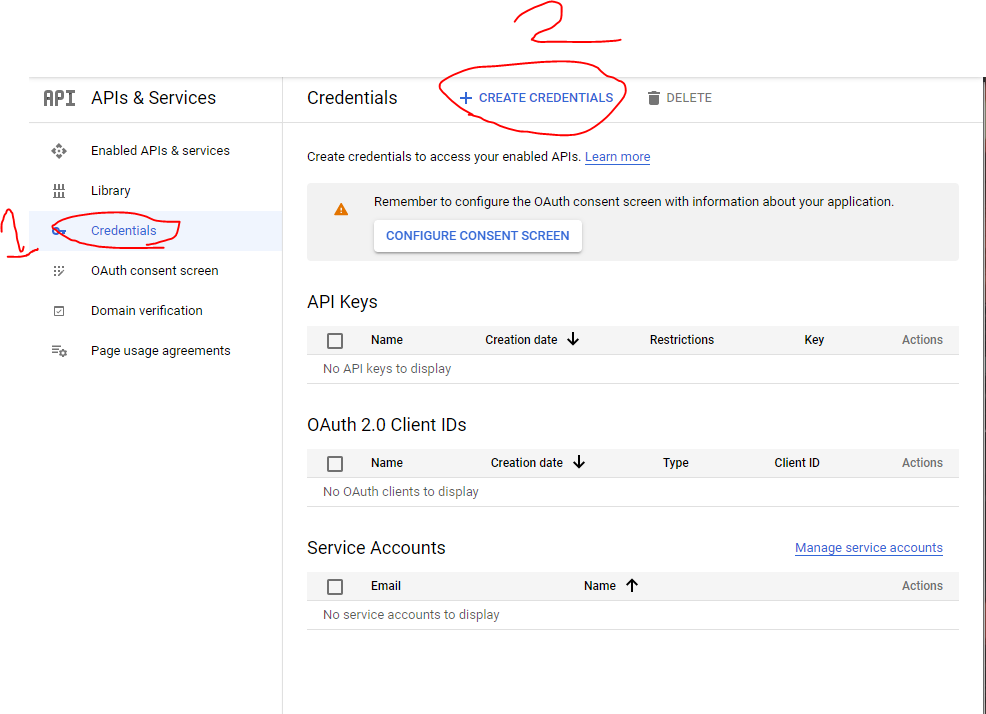 2
API APIs & Services
Enabled APIs & services
Library
1
Credentials
OAuth consent screen
Domain verification
Page usage agreements
Credentials + CREATE CREDENTIALS DELETE
Create credentials to access your enabled APIs. Learn more
Remember to configure the OAuth consent screen with information about your application.
CONFIGURE CONSENT SCREEN
API Keys
Name Creation date Restrictions Key Actions
No API keys to display
OAuth 2.0 Client IDs
Name Creation date Type Client ID Actions
No OAuth clients to display
Service Accounts Manage service accounts
Email Name Actions
No service accounts to display